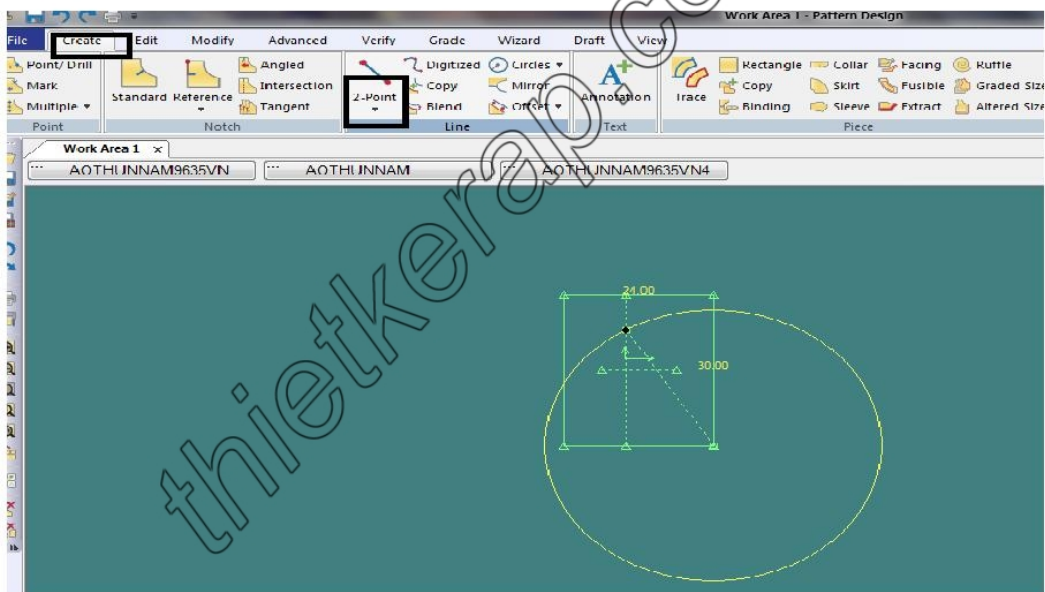 Work Area 1 - Pattern Design
File Create Edit Modify Advanced Verify Grade Wizard Draft View
Point/ Drill Angled Digitized Circles Rectangle Collar Facing Ruffle
Mark Standard Reference Intersection 2-Point Copy Mirror Annotation Trace Copy Skirt Fusible Graded Size
Multiple Tangent Blend Offset Binding Sleeve Extract Altered Size
Point Notch Line Text Piece
Work Area 1 x
AOTHUNNAM9635VN AOTHUNNAM AOTHUNNAM9635VN4
24.00
30.00
thietkerap.co